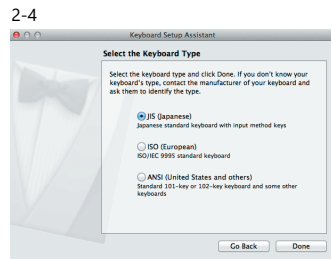 2-4
Keyboard Setup Assistant
Select the Keyboard Type
Select the keyboard type and click Done. If you don't know your
keyboard's type, contact the manufacturer of your keyboard and
ask them to identify the type.
JIS (Japanese)
Japanese standard keyboard with input method keys
ISO (European)
ISO/IEC 9995 standard keyboard
ANSI (United States and others)
Standard 101-key or 102-key keyboard and some other
keyboards
Go Back
Done